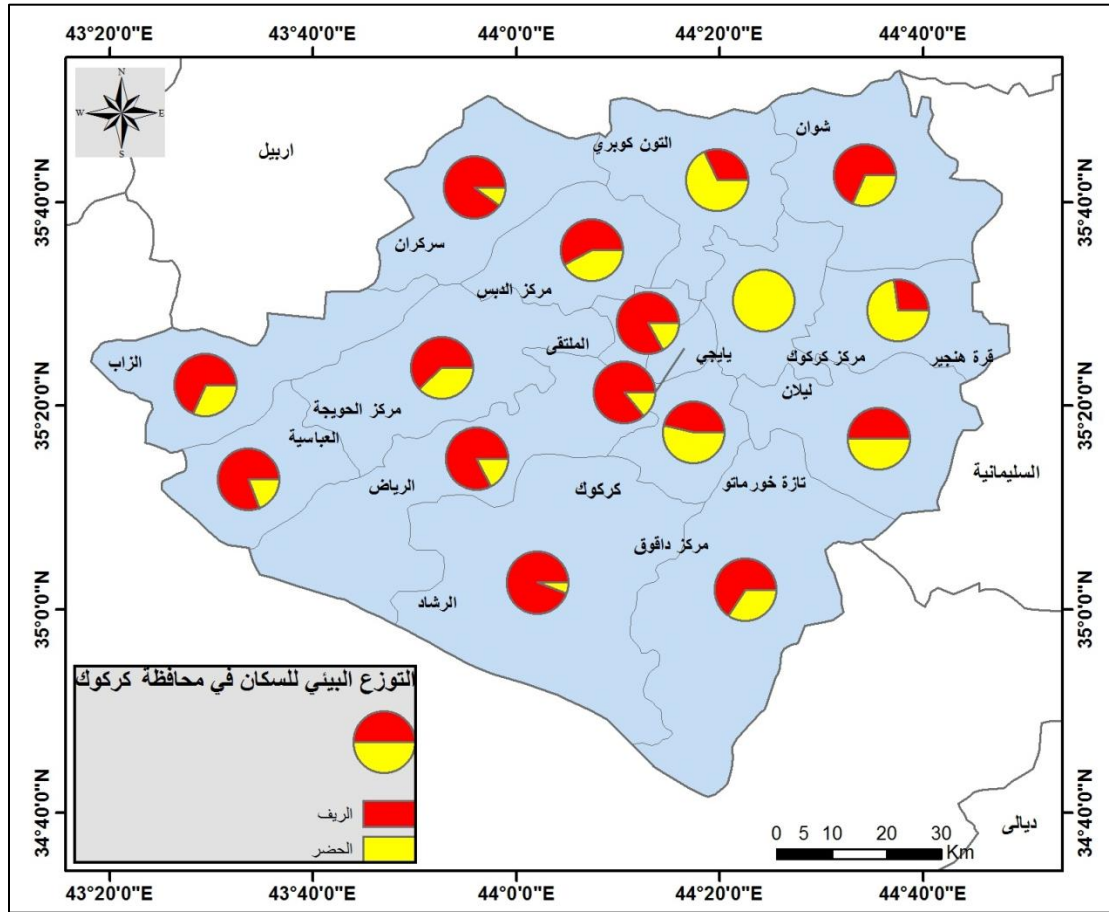 43°20'0"E 43°40'0"E 44°0'0"E 44°20'0"E 44°40'0"E
N
W E
S
شوان
التون كوبري
اربيل
35°40'0"N 35°40'0"N
سركران
مركز الدبس
الملتقى
يايجي
مركز كركوك
قرة هنجير
الزاب
ليلان
35°20'0"N 35°20'0"N
مركز الحويجة
العباسية
السليمانية
الرياض
كركوك
تازة خورماتو
مركز داقوق
الرشاد
35°0'0"N 35°0'0"N
التوزع البيئي للسكان في محافظة كركوك
الريف
الحضر
34°40'0"N 34°40'0"N
ديالى
0 5 10 20 30
Km
43°20'0"E 43°40'0"E 44°0'0"E 44°20'0"E 44°40'0"E